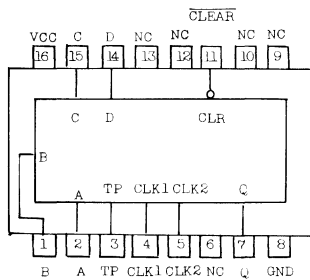 CLEAR
VCC C D NC NC NC NC
16 15 14 13 12 11 10 9
C D CLR
B
A TP CLK1 CLK2 Q
1 2 3 4 5 6 7 8
B A TP CLK1 CLK2 NC Q GND